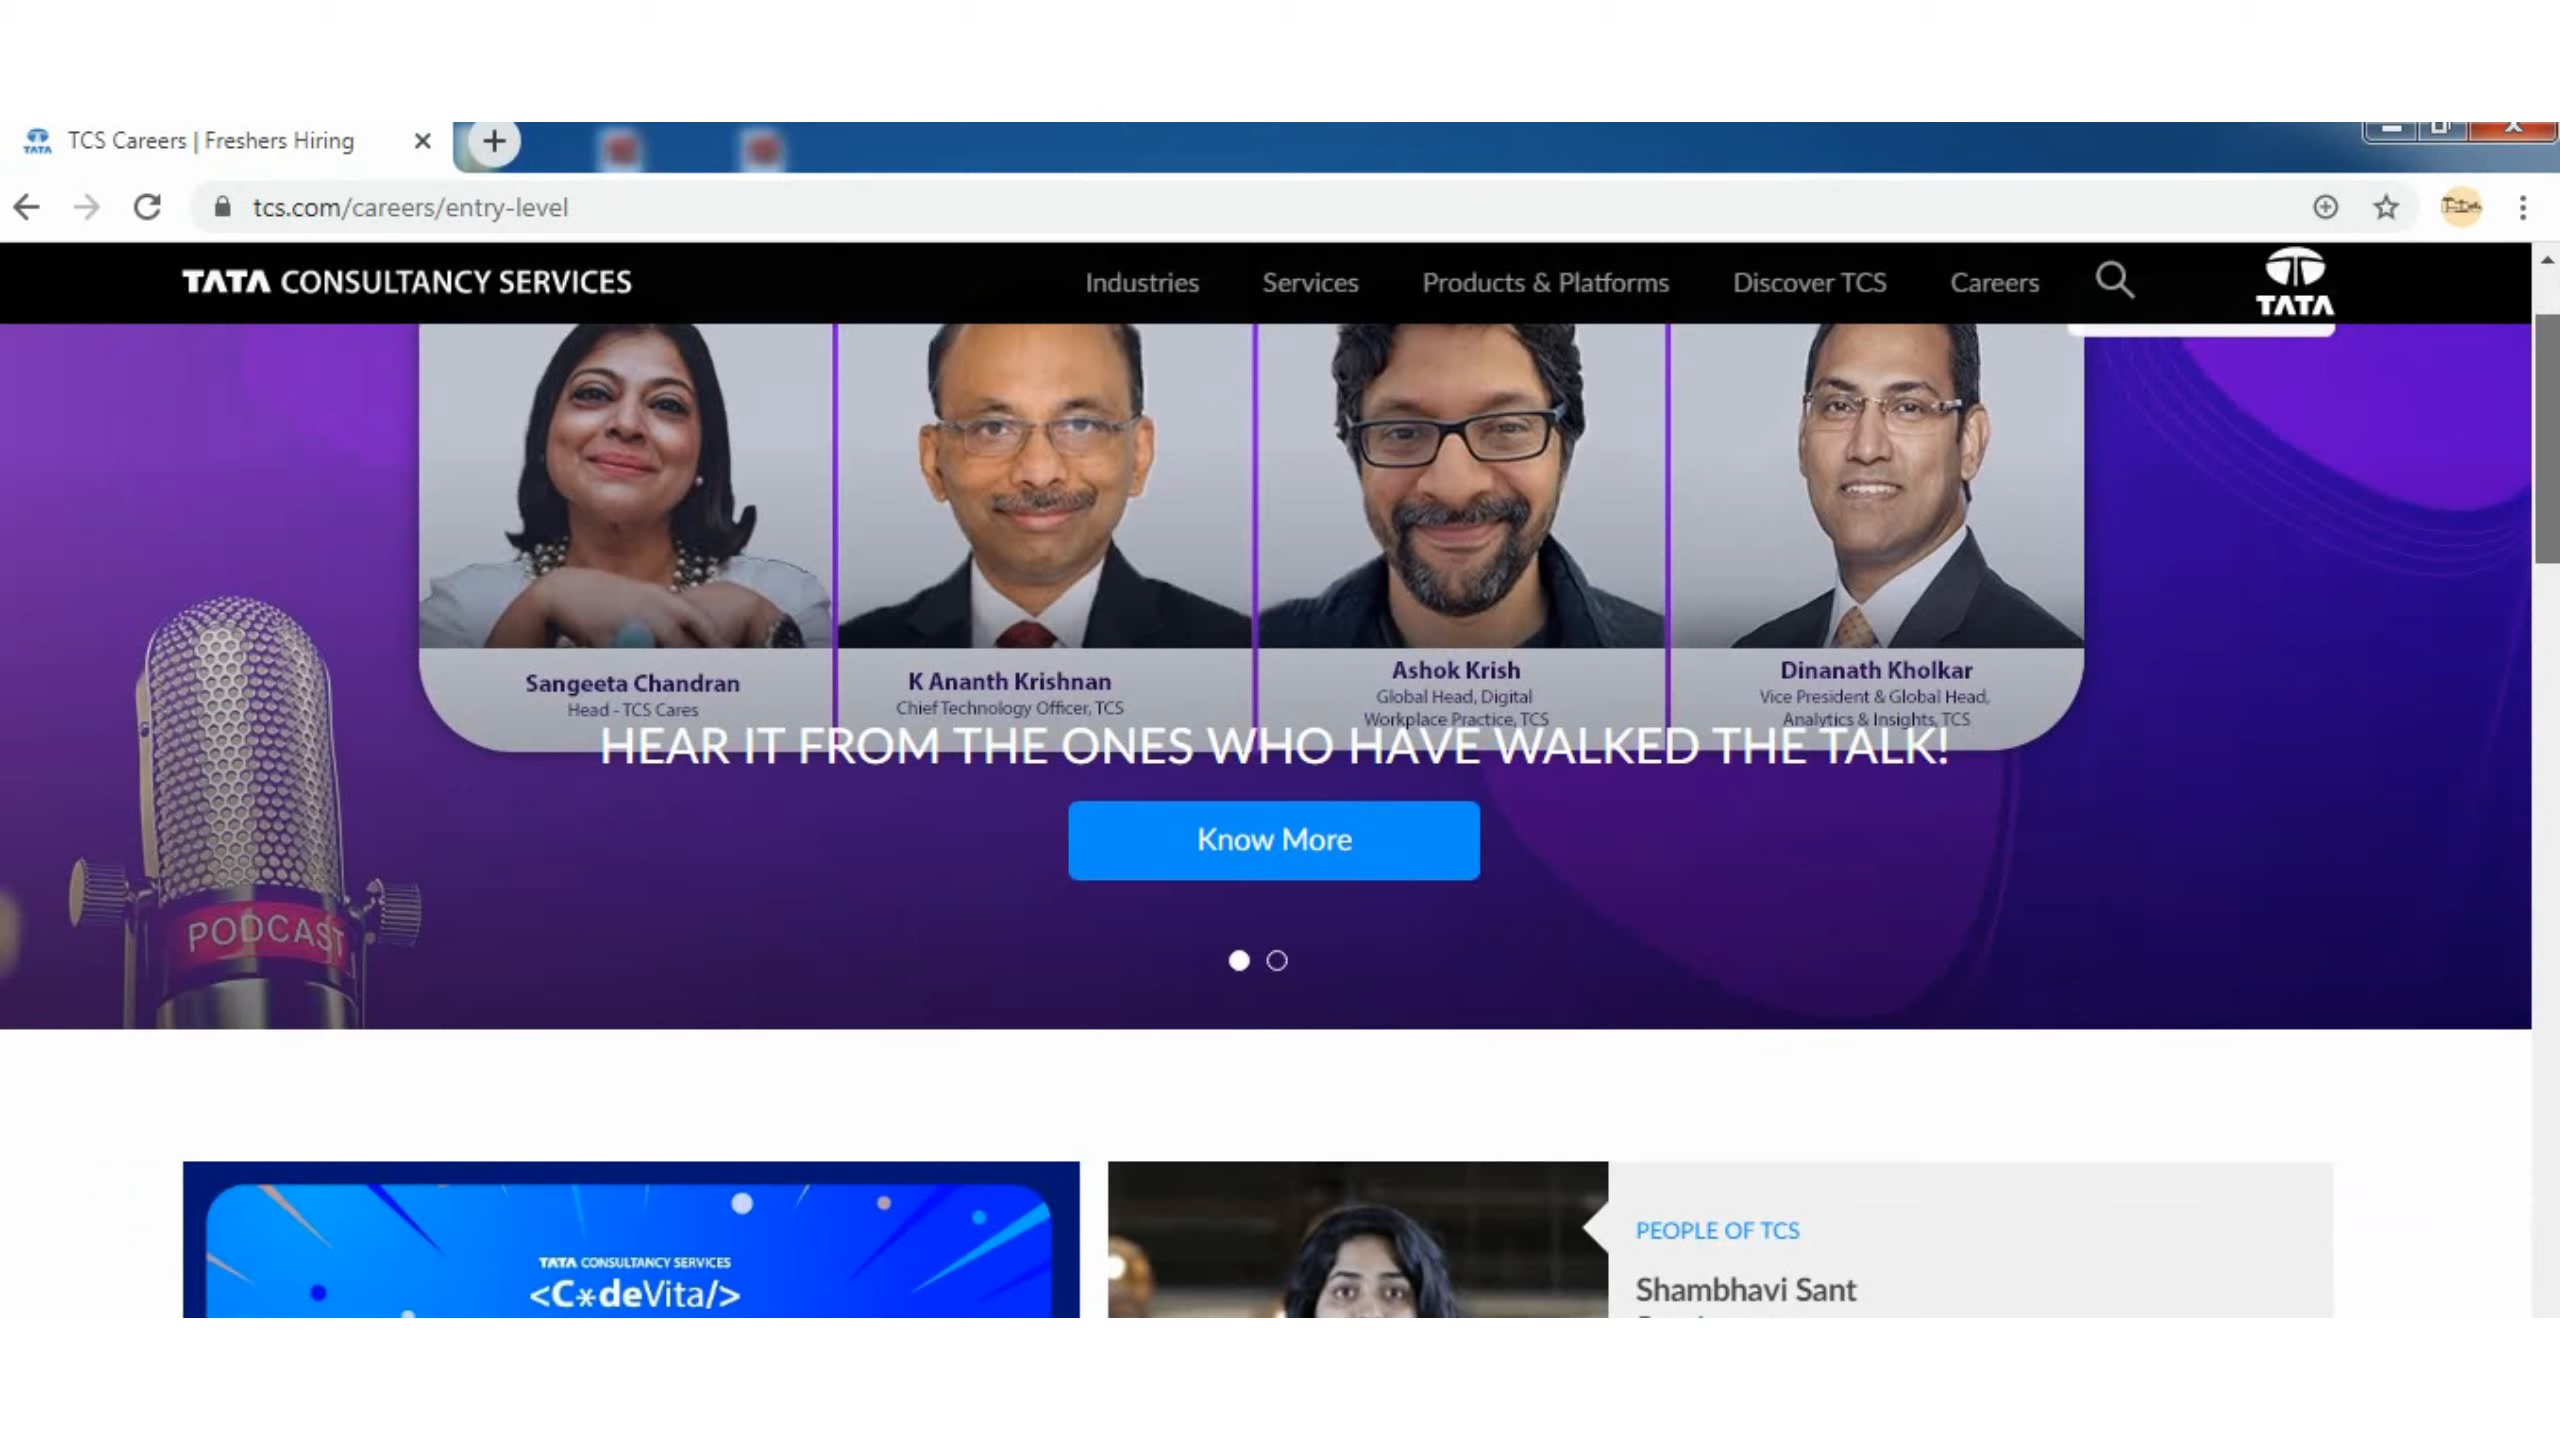 TATA
TCS Careers | Freshers Hiring
tcs.com/careers/entry-level
TATA CONSULTANCY SERVICES
Industries
Services
Products & Platforms
Discover TCS
Careers
TATA
Sangeeta Chandran
Head - TCS Cares
K Ananth Krishnan
Chief Technology Officer, TCS
Ashok Krish
Global Head, Digital
Workplace Practice, TCS
Dinanath Kholkar
Vice President & Global Head,
Analytics & Insights, TCS
HEAR IT FROM THE ONES WHO HAVE WALKED THE TALK!
Know More
PODCAST
TATA CONSULTANCY SERVICES
<C*deVita/>
PEOPLE OF TCS
Shambhavi Sant